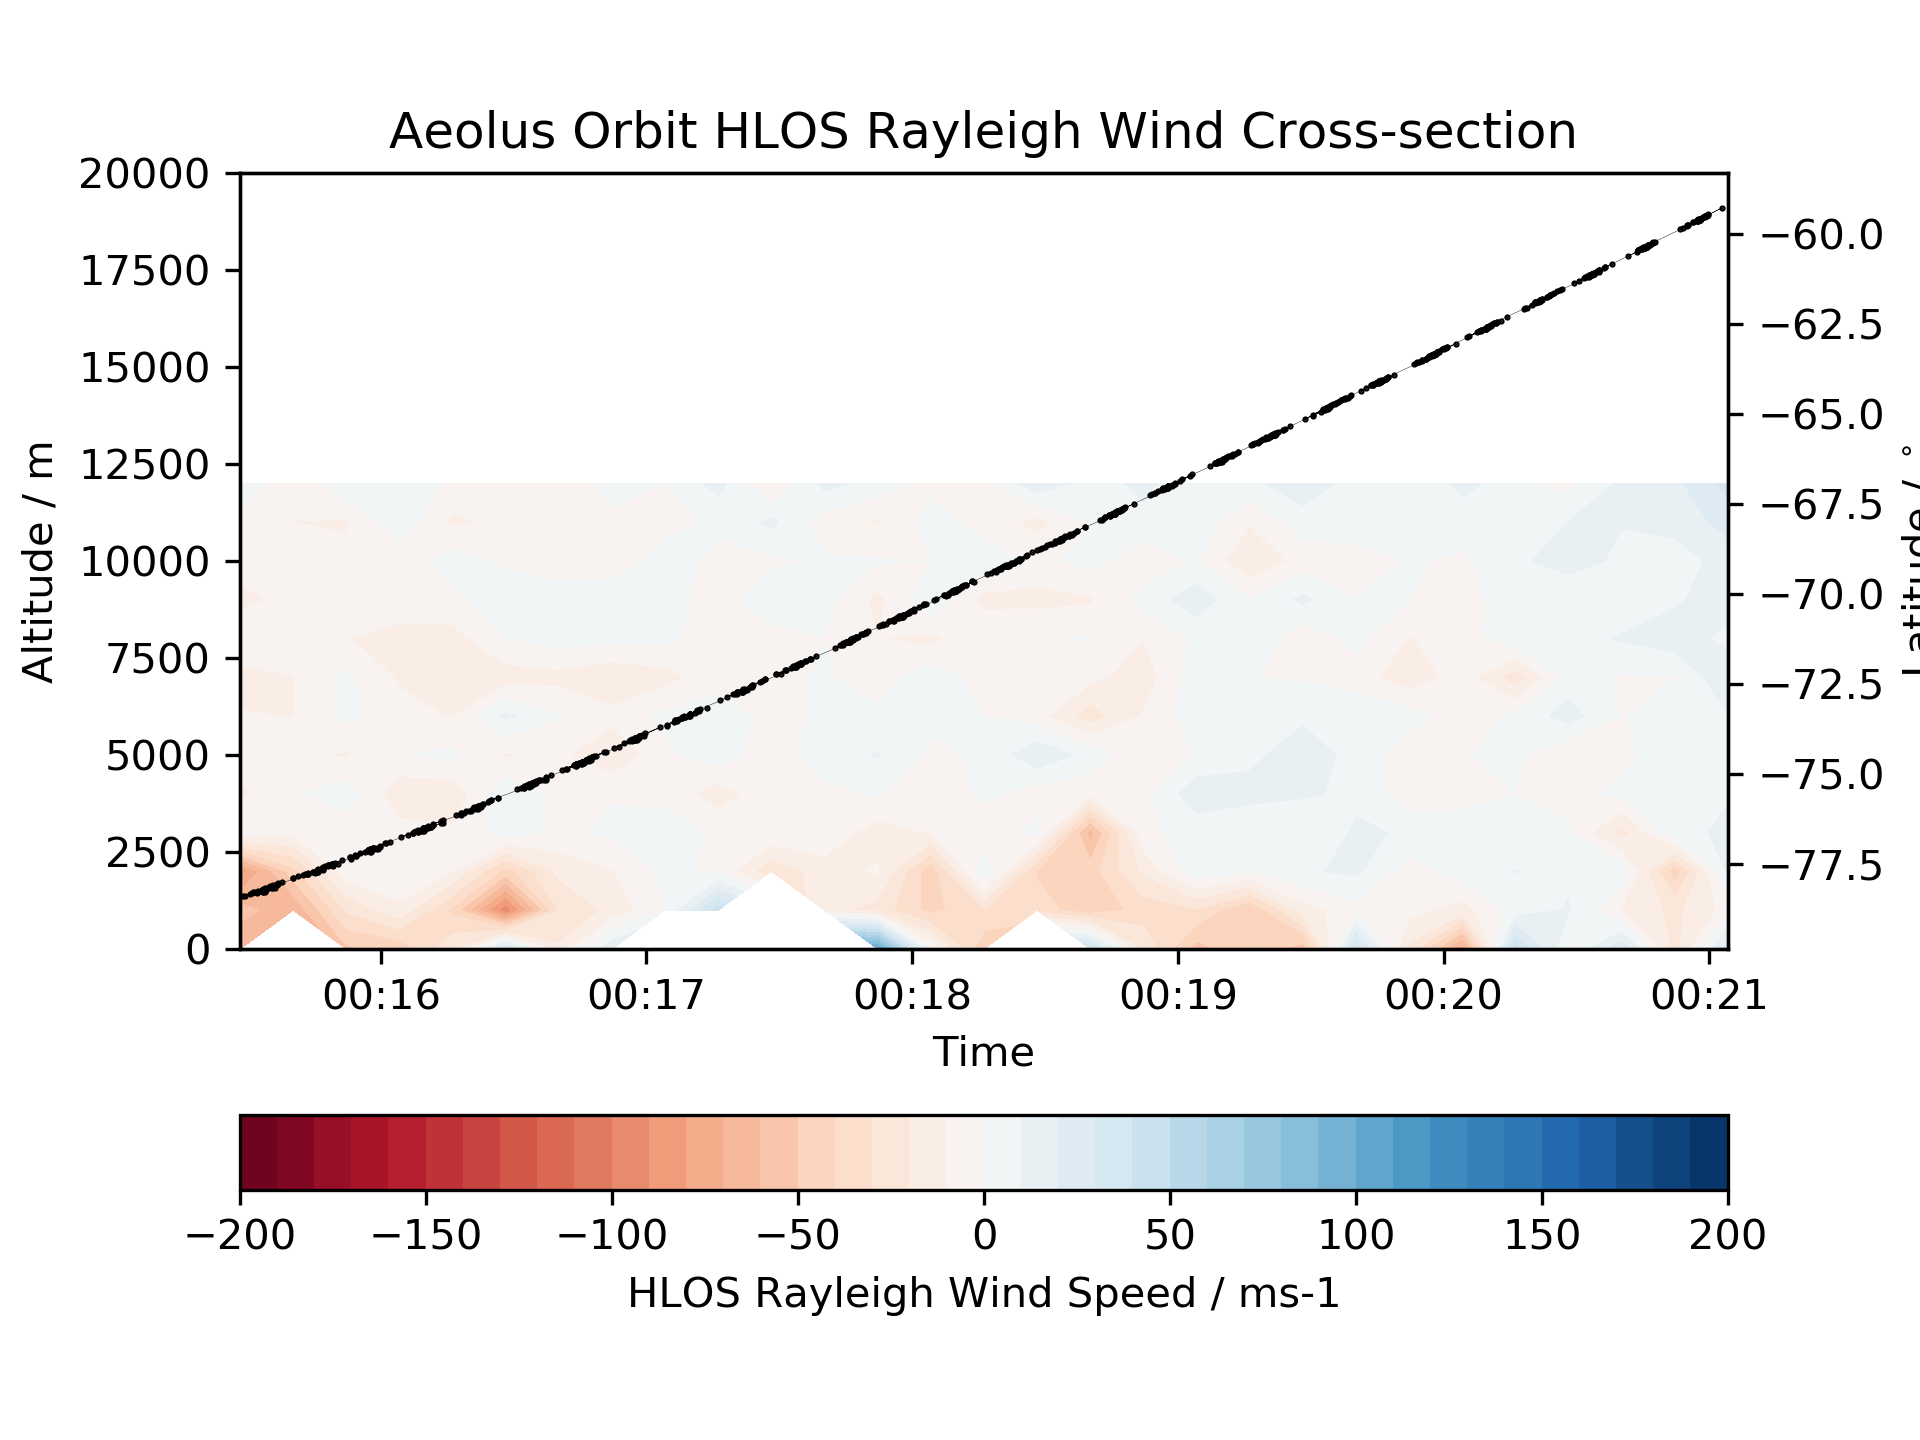 Aeolus Orbit HLOS Rayleigh Wind Cross-section
20000
17500
15000
12500
10000
7500
5000
2500
0
Altitude / m
−60.0
−62.5
−65.0
−67.5
−70.0
−72.5
−75.0
−77.5
Latitude / °
00:16 00:17 00:18 00:19 00:20 00:21
Time
−200 −150 −100 −50 0 50 100 150 200
HLOS Rayleigh Wind Speed / ms-1